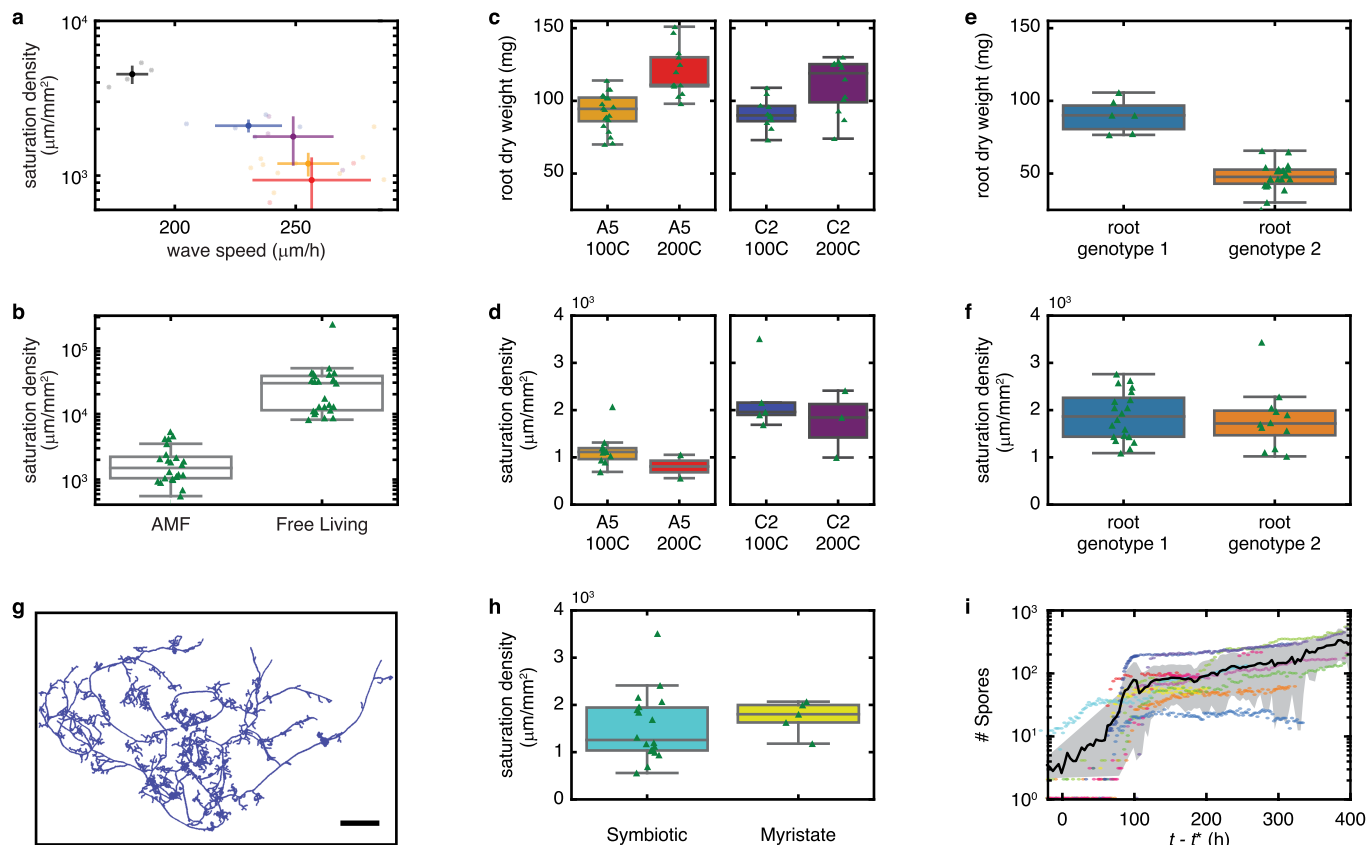 a
saturation density
(μm/mm²)
10⁴
10³
200
250
wave speed (μm/h)
b
saturation density
(μm/mm²)
10⁵
10⁴
10³
AMF
Free Living
c
root dry weight (mg)
150
100
50
A5
100C
A5
200C
C2
100C
C2
200C
d
10³
saturation density
(μm/mm²)
4
3
2
1
0
A5
100C
A5
200C
C2
100C
C2
200C
e
root dry weight (mg)
150
100
50
root
genotype 1
root
genotype 2
f
10³
saturation density
(μm/mm²)
4
3
2
1
0
root
genotype 1
root
genotype 2
g
h
10³
saturation density
(μm/mm²)
4
3
2
1
0
Symbiotic
Myristate
i
# Spores
10³
10²
10¹
10⁰
0
100
200
300
400
t - t* (h)